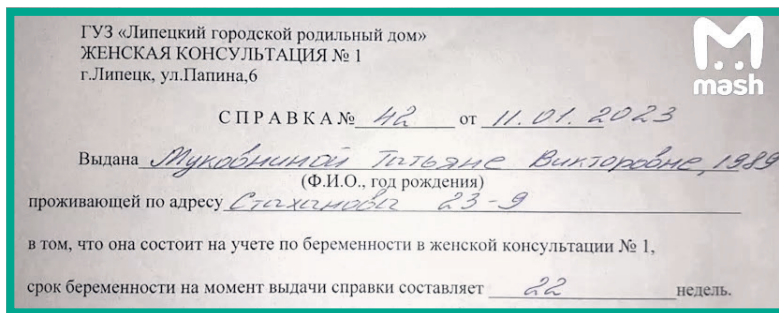 ГУЗ «Липецкий городской родильный дом»
ЖЕНСКАЯ КОНСУЛЬТАЦИЯ № 1
г.Липецк, ул.Папина,6
mash
СПРАВКА№ 42 от 11.01.2023
Выдана Муковниной Татьяне Викторовне, 1989
(Ф.И.О., год рождения)
проживающей по адресу Стаханова 23-9
в том, что она состоит на учете по беременности в женской консультации № 1,
срок беременности на момент выдачи справки составляет 22 недель.